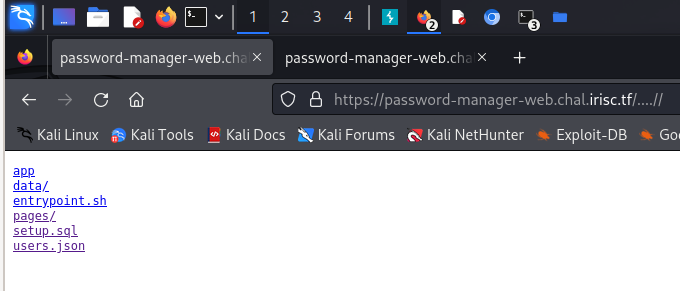 1 2 3 4 2 3
password-manager-web.cha × password-manager-web.cha × +
https://password-manager-web.chal.irisc.tf/....//
Kali Linux Kali Tools Kali Docs Kali Forums Kali NetHunter Exploit-DB Goo
app
data/
entrypoint.sh
pages/
setup.sql
users.json